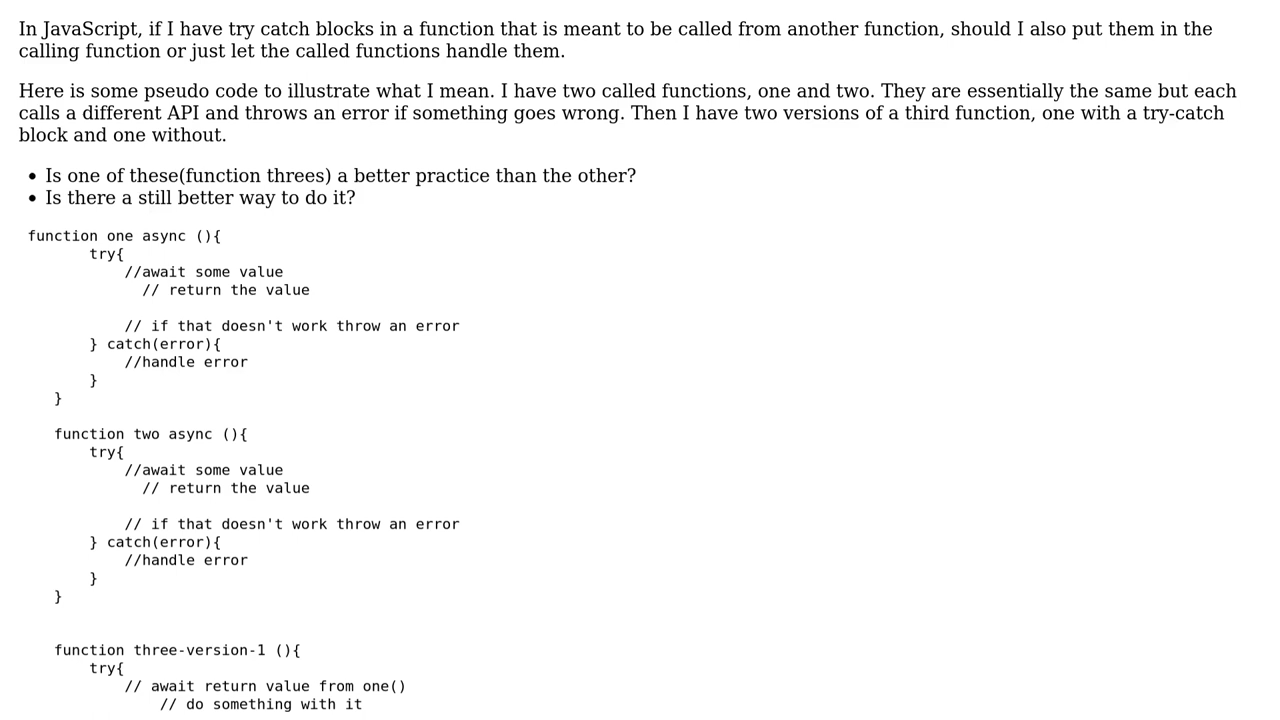 In JavaScript, if I have try catch blocks in a function that is meant to be called from another function, should I also put them in the
calling function or just let the called functions handle them.
Here is some pseudo code to illustrate what I mean. I have two called functions, one and two. They are essentially the same but each
calls a different API and throws an error if something goes wrong. Then I have two versions of a third function, one with a try-catch
block and one without.
• Is one of these(function threes) a better practice than the other?
• Is there a still better way to do it?
function one async (){
try{
//await some value
// return the value
// if that doesn't work throw an error
} catch(error){
//handle error
}
}
function two async (){
try{
//await some value
// return the value
// if that doesn't work throw an error
} catch(error){
//handle error
}
}
function three-version-1 (){
try{
// await return value from one()
// do something with it